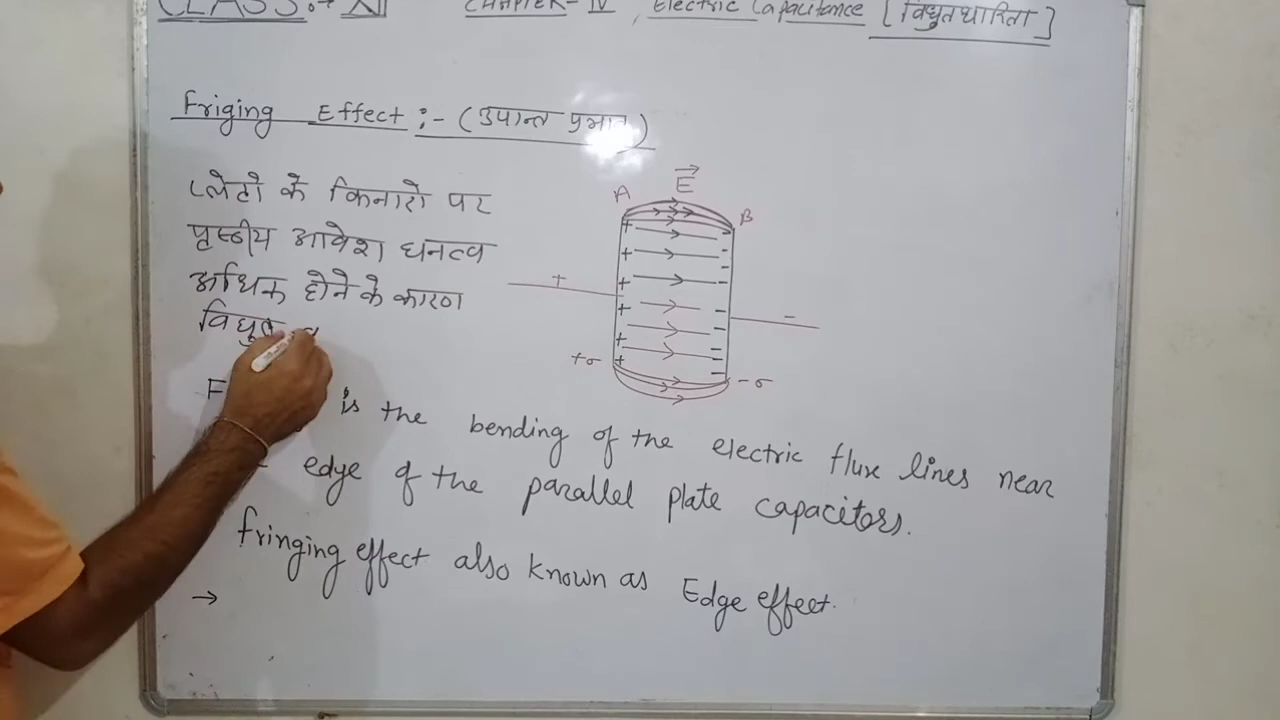 CLASS:→ XII CHAPTER-IV, Electric Capacitance [विधुतधारिता]
Friging Effect :- (उपान्त प्रभाव)
प्लेटो के किनारो पर
पृष्ठीय आवेश घनत्व
अधिक होने के कारण
विधुत
E
A
B
+
-
+σ
-σ
F is the bending of the electric flux lines near
edge of the parallel plate capacitors.
→ fringing effect also known as Edge effect.